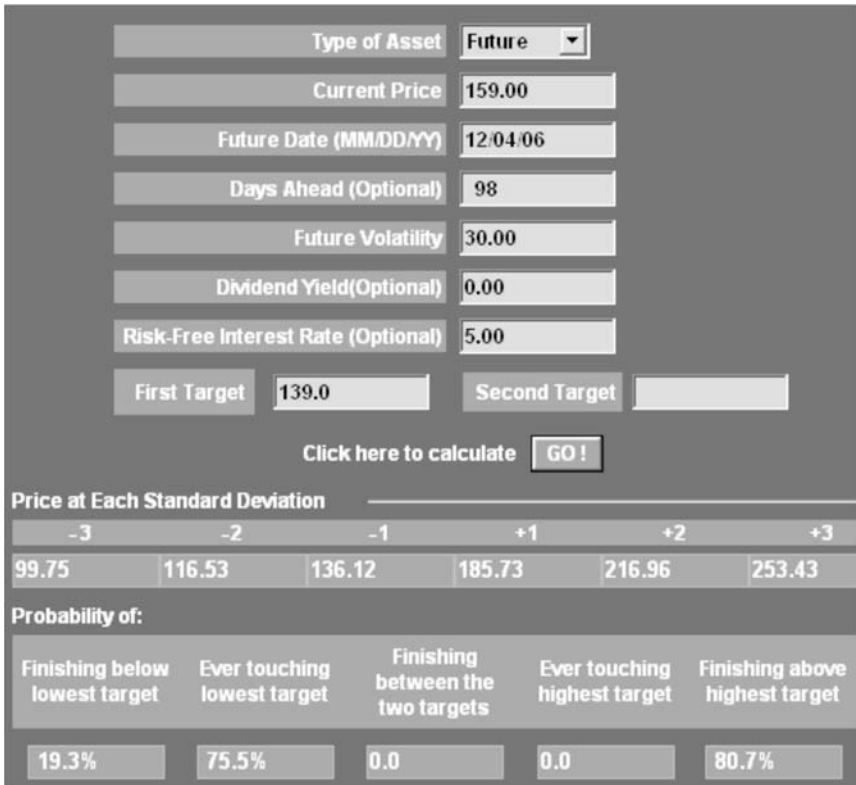 Type of Asset Future
Current Price 159.00
Future Date (MM/DD/YY) 12/04/06
Days Ahead (Optional) 98
Future Volatility 30.00
Dividend Yield(Optional) 0.00
Risk-Free Interest Rate (Optional) 5.00
First Target 139.0 Second Target
Click here to calculate GO !
Price at Each Standard Deviation
-3 -2 -1 +1 +2 +3
99.75 116.53 136.12 185.73 216.96 253.43
Probability of:
Finishing below lowest target
Ever touching lowest target
Finishing between the two targets
Ever touching highest target
Finishing above highest target
19.3% 75.5% 0.0 0.0 80.7%